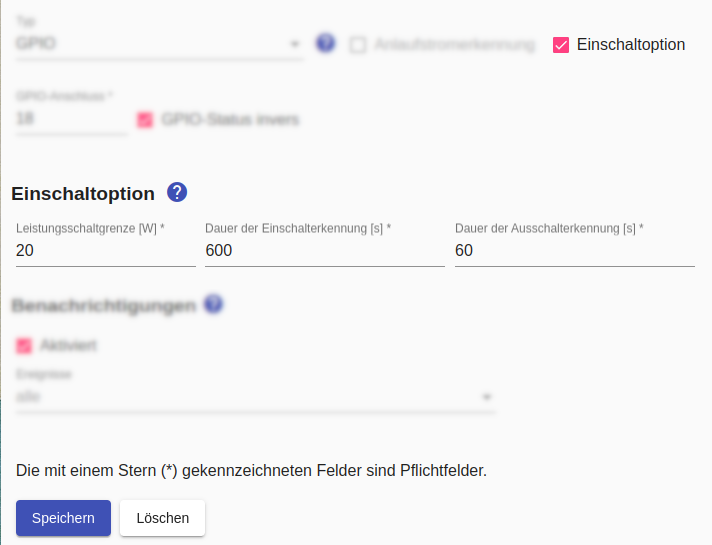 Typ
GPIO
Anlaufstromerkennung
Einschaltoption
GPIO-Anschluss *
18
GPIO-Status invers
Einschaltoption
Leistungsschaltgrenze [W] * Dauer der Einschalterkennung [s] * Dauer der Ausschalterkennung [s] *
20 600 60
Benachrichtigungen
Aktiviert
Ereignisse
alle
Die mit einem Stern (*) gekennzeichneten Felder sind Pflichtfelder.
Speichern Löschen